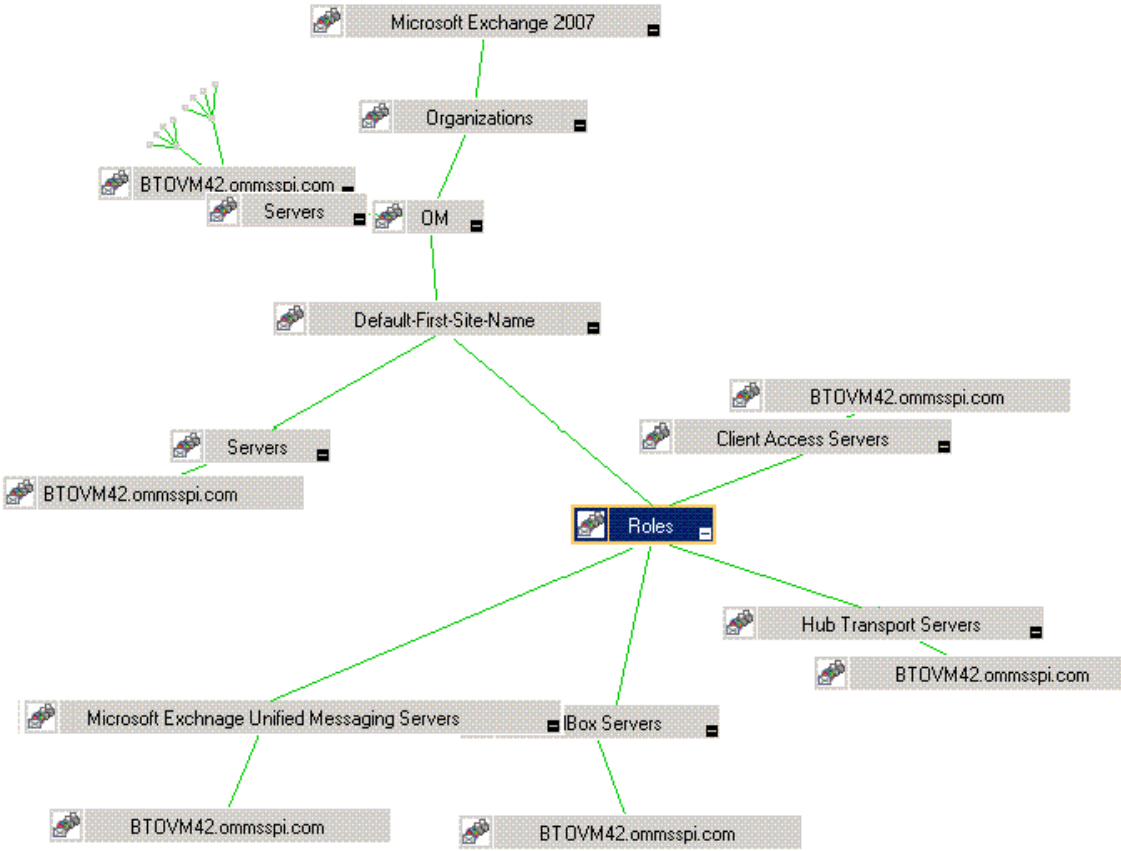 Microsoft Exchange 2007
Organizations
BTOVM42.ommsspi.com
Servers
OM
Default-First-Site-Name
BTOVM42.ommsspi.com
Client Access Servers
Servers
BTOVM42.ommsspi.com
Roles
Hub Transport Servers
BTOVM42.ommsspi.com
Microsoft Exchnage Unified Messaging Servers
lBox Servers
BTOVM42.ommsspi.com
BTOVM42.ommsspi.com